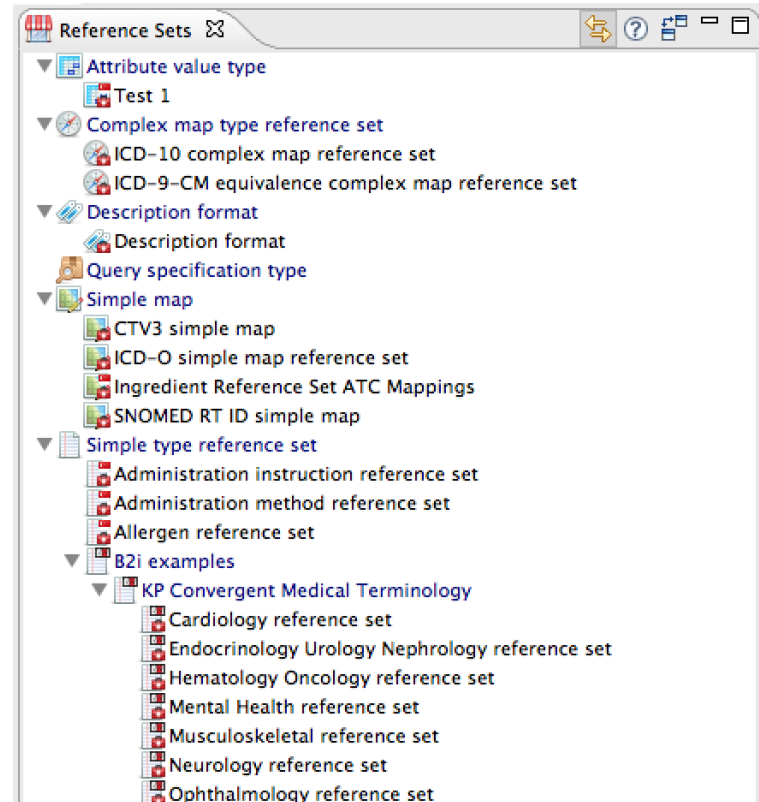 Reference Sets
Attribute value type
Test 1
Complex map type reference set
ICD-10 complex map reference set
ICD-9-CM equivalence complex map reference set
Description format
Description format
Query specification type
Simple map
CTV3 simple map
ICD-O simple map reference set
Ingredient Reference Set ATC Mappings
SNOMED RT ID simple map
Simple type reference set
Administration instruction reference set
Administration method reference set
Allergen reference set
B2i examples
KP Convergent Medical Terminology
Cardiology reference set
Endocrinology Urology Nephrology reference set
Hematology Oncology reference set
Mental Health reference set
Musculoskeletal reference set
Neurology reference set
Ophthalmology reference set